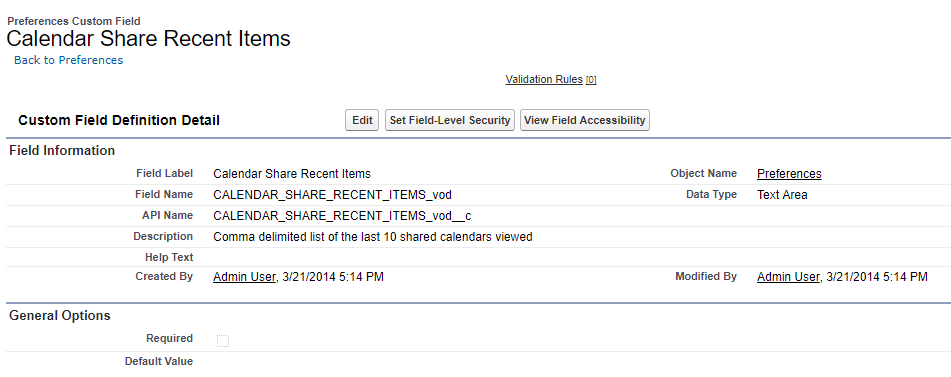 Preferences Custom Field
Calendar Share Recent Items
Back to Preferences
Validation Rules [0]
Custom Field Definition Detail Edit Set Field-Level Security View Field Accessibility
Field Information
Field Label Calendar Share Recent Items Object Name Preferences
Field Name CALENDAR_SHARE_RECENT_ITEMS_vod Data Type Text Area
API Name CALENDAR_SHARE_RECENT_ITEMS_vod__c
Description Comma delimited list of the last 10 shared calendars viewed
Help Text
Created By Admin User, 3/21/2014 5:14 PM Modified By Admin User, 3/21/2014 5:14 PM
General Options
Required
Default Value